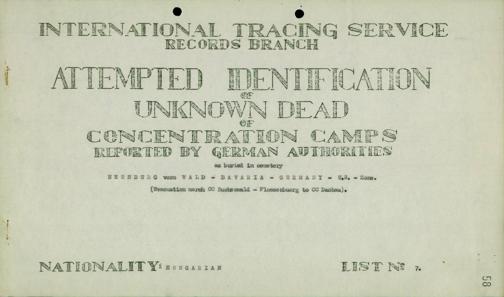 INTERNATIONAL TRACING SERVICE
RECORDS BRANCH
ATTEMPTED IDENTIFICATION
OF
UNKNOWN DEAD
OF
CONCENTRATION CAMPS
REPORTED BY GERMAN AUTHORITIES
as buried in cemetery
NEUNBURG vorm WALD - BAVARIA - GERMANY - U.S. - Zone.
(Evacuation march CC Buchenwald - Flossenbuerg to CC Dachau).
NATIONALITY: HUNGARIAN
LIST Nº 7.
58